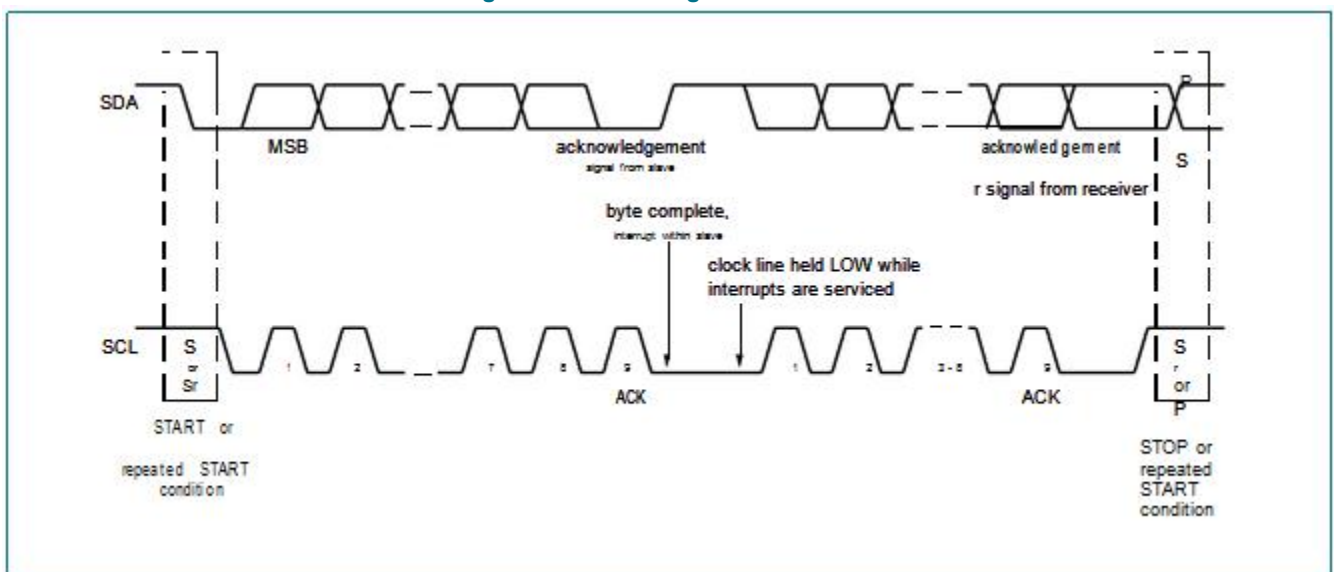 P
SDA
MSB
acknowledgement
signal from slave
acknowledgement
S
r signal from receiver
byte complete,
interrupt within slave
clock line held LOW while
interrupts are serviced
SCL
S
or
Sr
1
2
7
8
9
1
2
3-8
9
S
r
or
P
ACK
ACK
START or
repeated START
condition
STOP or
repeated
START
condition